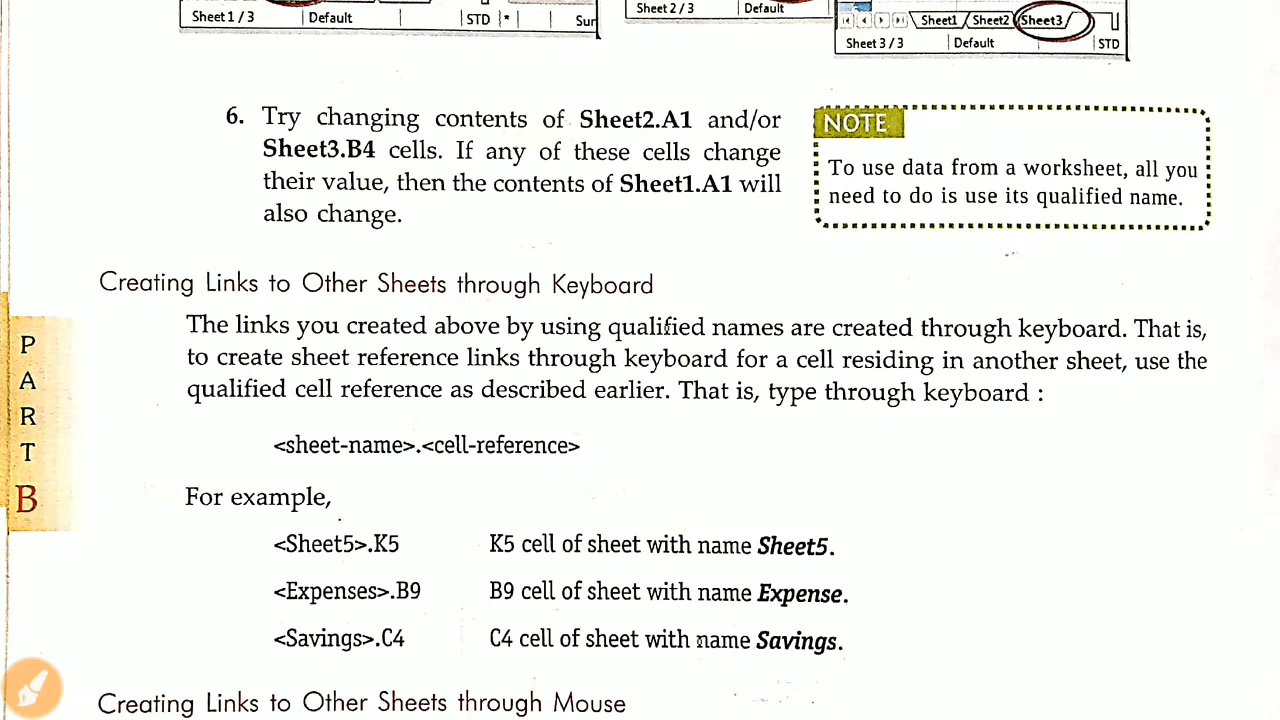 Sheet 1 / 3 Default STD * Sur
Sheet 2 / 3 Default
Sheet1 Sheet2 Sheet3
Sheet 3 / 3 Default STD
6. Try changing contents of Sheet2.A1 and/or
Sheet3.B4 cells. If any of these cells change
their value, then the contents of Sheet1.A1 will
also change.
NOTE
To use data from a worksheet, all you
need to do is use its qualified name.
Creating Links to Other Sheets through Keyboard
The links you created above by using qualified names are created through keyboard. That is,
to create sheet reference links through keyboard for a cell residing in another sheet, use the
qualified cell reference as described earlier. That is, type through keyboard :
<sheet-name>.<cell-reference>
For example,
<Sheet5>.K5 K5 cell of sheet with name Sheet5.
<Expenses>.B9 B9 cell of sheet with name Expense.
<Savings>.C4 C4 cell of sheet with name Savings.
Creating Links to Other Sheets through Mouse
P
A
R
T
B